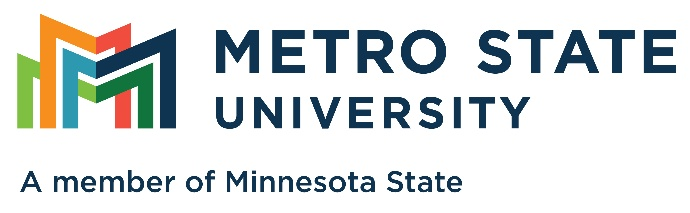 METRO STATE
UNIVERSITY
A member of Minnesota State